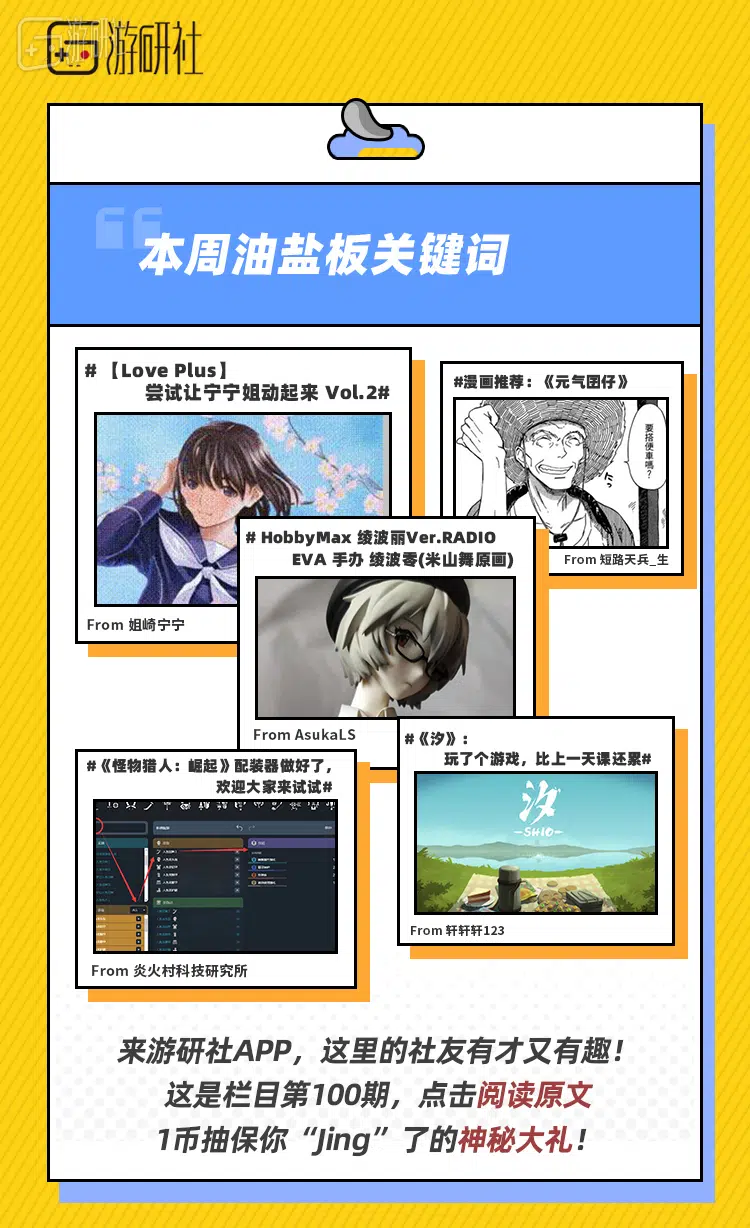 游研社
本周油盐板关键词
# 【Love Plus】
尝试让宁宁姐动起来 Vol.2#
From 姐崎宁宁
#漫画推荐：《元气囝仔》
要搭便車嗎？
From 短路天兵_生
# HobbyMax 绫波丽Ver.RADIO
EVA 手办 绫波零(米山舞原画)
From AsukaLS
#《怪物猎人：崛起》配装器做好了，
欢迎大家来试试#
From 炎火村科技研究所
#《汐》：
玩了个游戏，比上一天课还累#
汐
SHIO
From 轩轩轩123
来游研社APP，这里的社友有才又有趣！
这是栏目第100期，点击阅读原文
1币抽保你“Jing”了的神秘大礼！